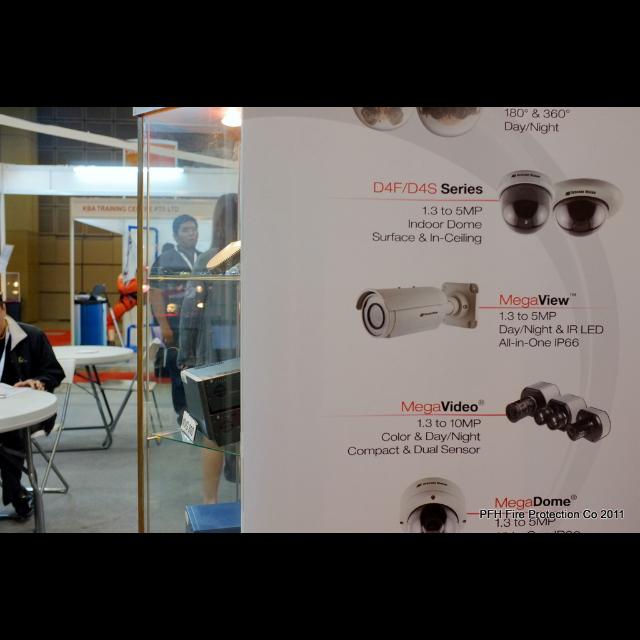 180° & 360°
Day/Night
D4F/D4S Series
1.3 to 5MP
Indoor Dome
Surface & In-Ceiling
KBA TRAINING CENTRE PTE LTD
MegaView™
1.3 to 5MP
Day/Night & IR LED
All-in-One IP66
MegaVideo®
1.3 to 10MP
Color & Day/Night
Compact & Dual Sensor
MegaDome®
1.3 to 5MP
PFH Fire Protection Co 2011